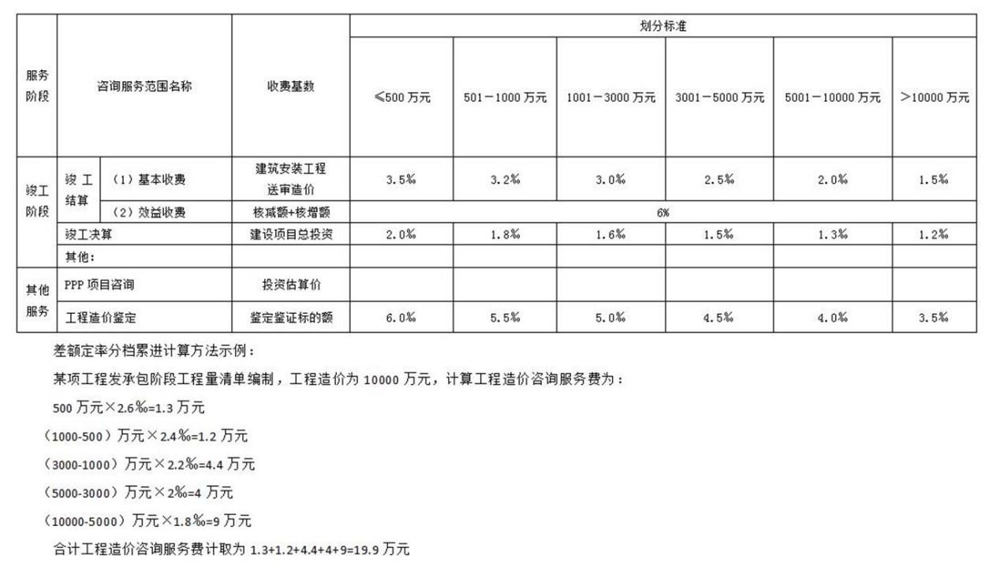 划分标准
服务阶段 咨询服务范围名称 收费基数 ≤500 万元 501－1000 万元 1001－3000 万元 3001－5000 万元 5001－10000 万元 ＞10000 万元
竣工阶段 竣工结算 （1）基本收费 建筑安装工程送审造价 3.5‰ 3.2‰ 3.0‰ 2.5‰ 2.0‰ 1.5‰
（2）效益收费 核减额+核增额 6%
竣工决算 建设项目总投资 2.0‰ 1.8‰ 1.6‰ 1.5‰ 1.3‰ 1.2‰
其他：
其他服务 PPP 项目咨询 投资估算价
工程造价鉴定 鉴定鉴证标的额 6.0‰ 5.5‰ 5.0‰ 4.5‰ 4.0‰ 3.5‰
差额定率分档累进计算方法示例：
某项工程发承包阶段工程量清单编制，工程造价为 10000 万元，计算工程造价咨询服务费为：
500 万元×2.6‰=1.3 万元
（1000-500）万元×2.4‰=1.2 万元
（3000-1000）万元×2.2‰=4.4 万元
（5000-3000）万元×2‰=4 万元
（10000-5000）万元×1.8‰=9 万元
合计工程造价咨询服务费计取为 1.3+1.2+4.4+4+9=19.9 万元